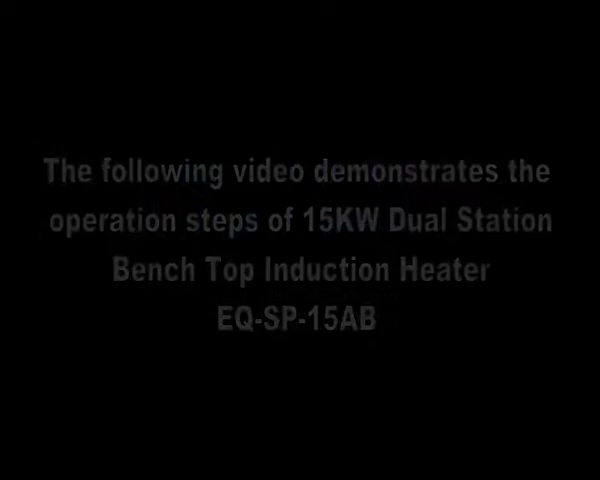 The following video demonstrates the
operation steps of 15KW Dual Station
Bench Top Induction Heater
EQ-SP-15AB